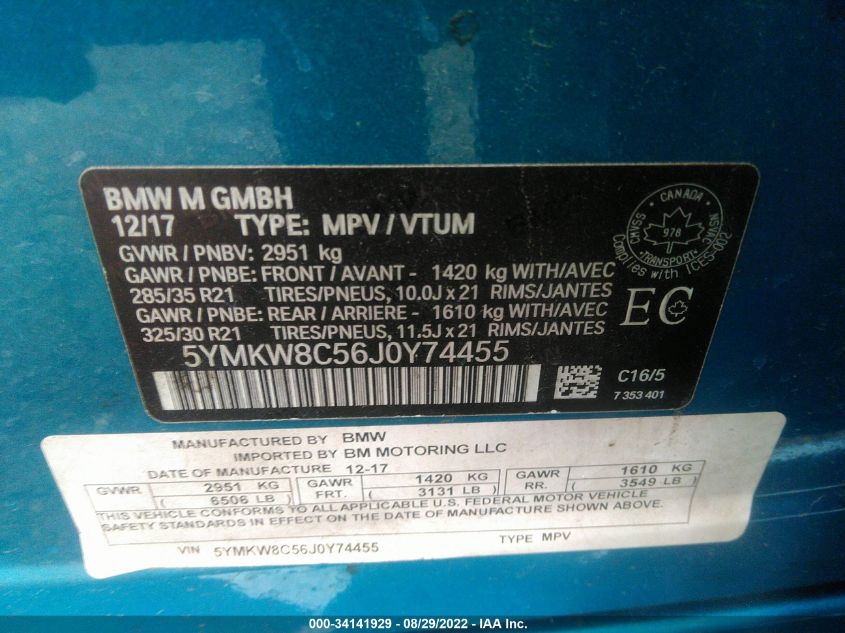 BMW M GMBH
12/17 TYPE: MPV / VTUM
GVWR / PNBV: 2951 kg
GAWR / PNBE: FRONT / AVANT - 1420 kg WITH/AVEC
285/35 R21 TIRES/PNEUS, 10.0J x 21 RIMS/JANTES
GAWR / PNBE: REAR / ARRIERE - 1610 kg WITH/AVEC
325/30 R21 TIRES/PNEUS, 11.5J x 21 RIMS/JANTES
5YMKW8C56J0Y74455
CANADA
978
TRANSPORT
CMVSS
NSVAC
Complies with ICES-002
EC
C16/5
7 353 401
MANUFACTURED BY BMW
IMPORTED BY BM MOTORING LLC
DATE OF MANUFACTURE 12-17
GVWR 2951 KG ( 6506 LB ) GAWR FRT. 1420 KG ( 3131 LB ) GAWR RR. 1610 KG ( 3549 LB )
THIS VEHICLE CONFORMS TO ALL APPLICABLE U.S. FEDERAL MOTOR VEHICLE
SAFETY STANDARDS IN EFFECT ON THE DATE OF MANUFACTURE SHOWN ABOVE.
VIN 5YMKW8C56J0Y74455 TYPE MPV
000-34141929 - 08/29/2022 - IAA Inc.